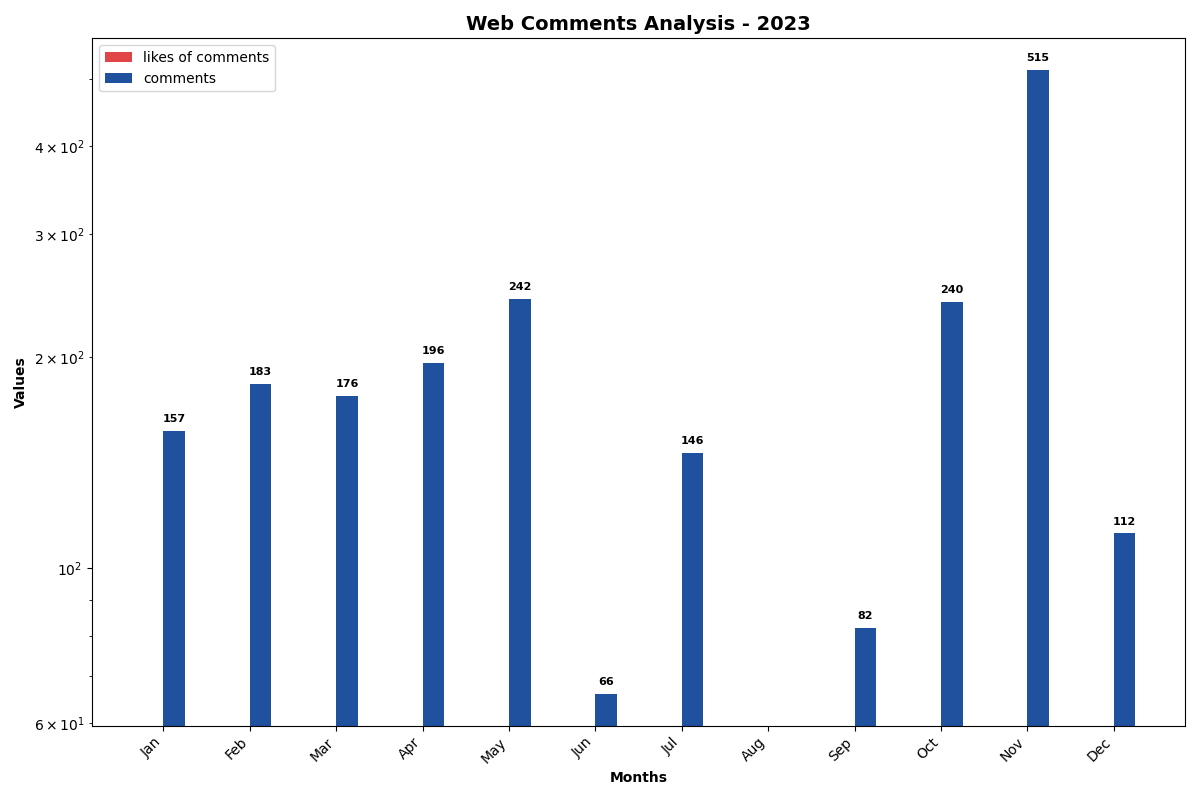 Web Comments Analysis - 2023
likes of comments
comments
515
4 × 10²
3 × 10²
242
240
196
2 × 10²
183
176
157
146
112
10²
82
66
6 × 10¹
Values
Jan
Feb
Mar
Apr
May
Jun
Jul
Aug
Sep
Oct
Nov
Dec
Months